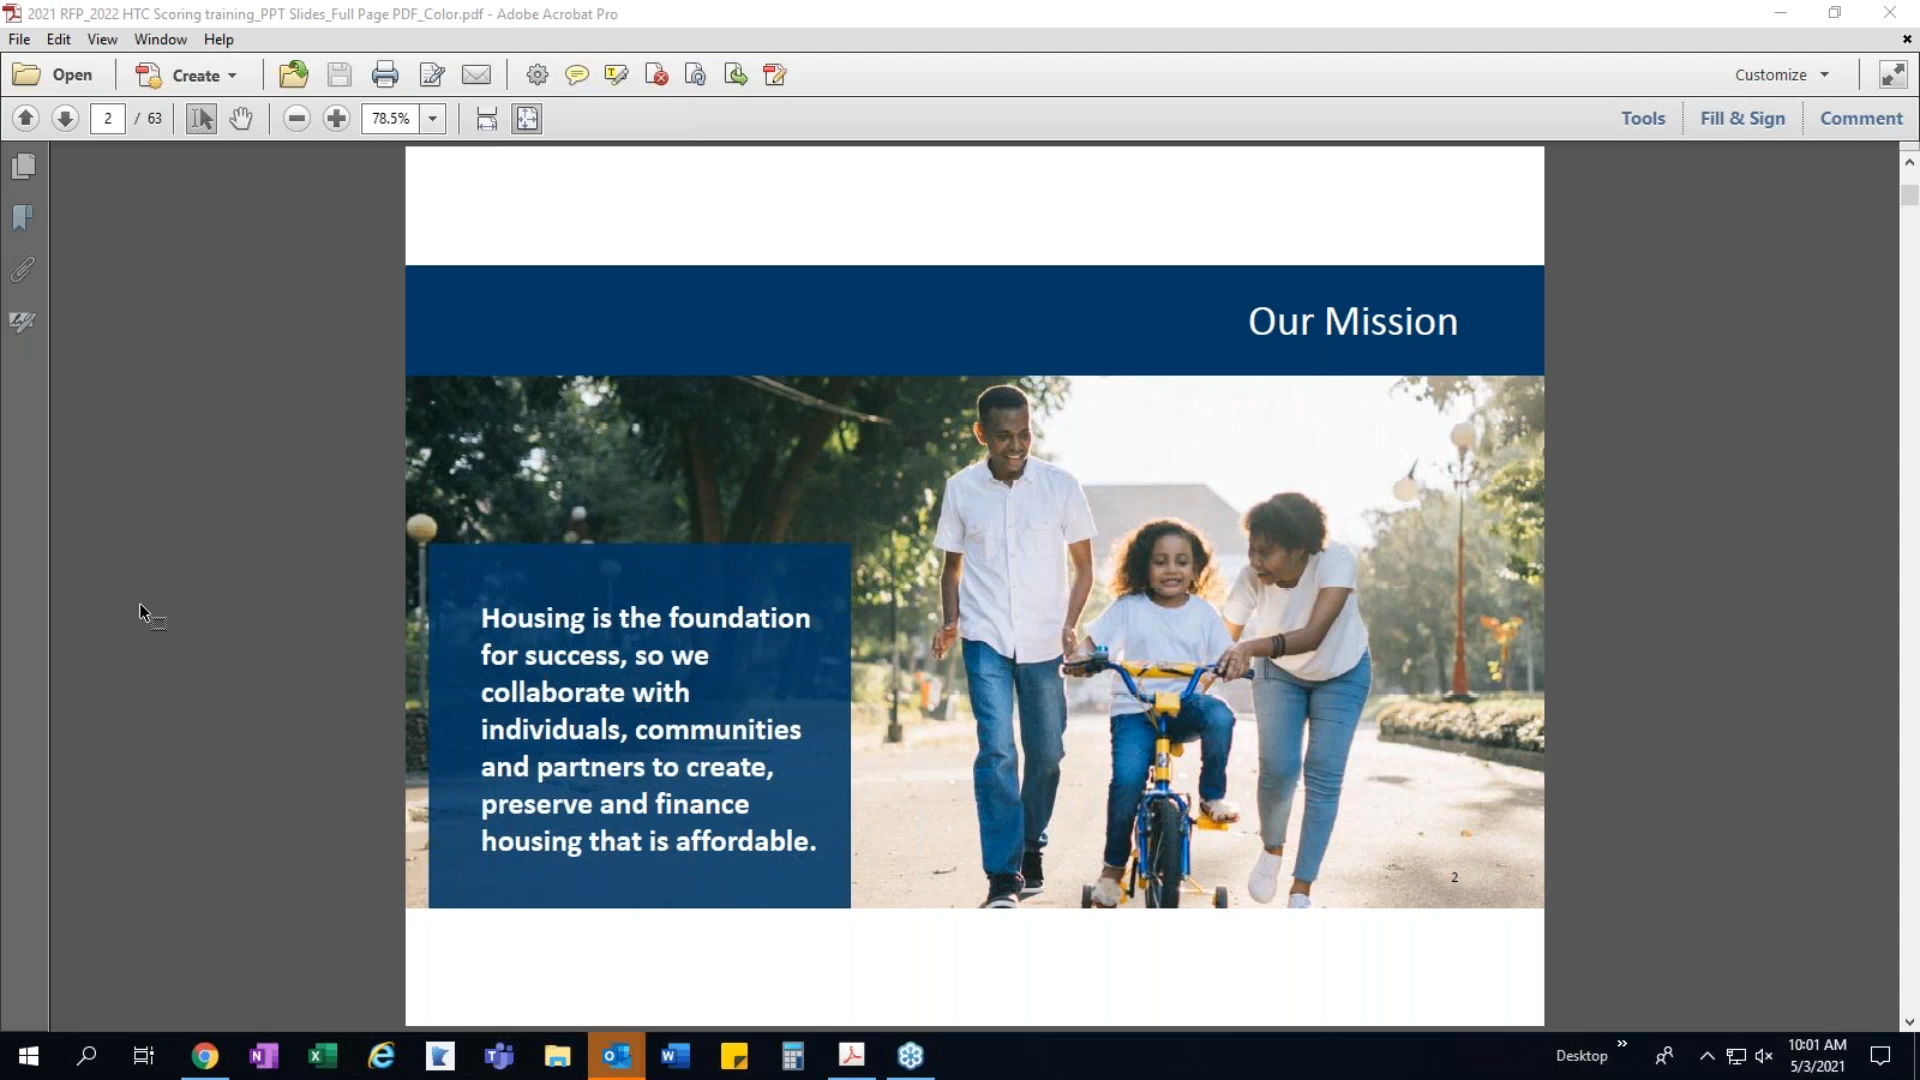 2021 RFP_2022 HTC Scoring training_PPT Slides_Full Page PDF_Color.pdf - Adobe Acrobat Pro
File Edit View Window Help
Open Create Customize
2 / 63 78.5% Tools Fill & Sign Comment
Our Mission
Housing is the foundation
for success, so we
collaborate with
individuals, communities
and partners to create,
preserve and finance
housing that is affordable.
2
Desktop
10:01 AM
5/3/2021